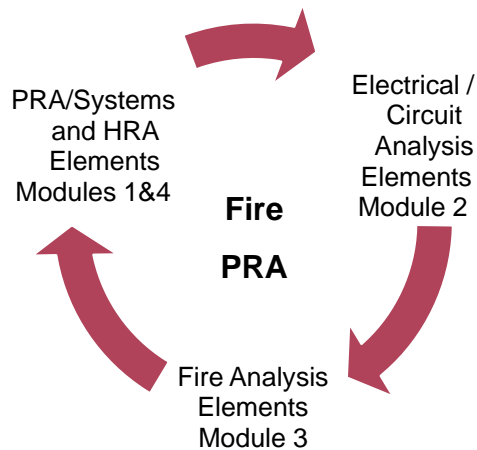 PRA/Systems
and HRA
Elements
Modules 1&4
Electrical /
Circuit
Analysis
Elements
Module 2
Fire
PRA
Fire Analysis
Elements
Module 3